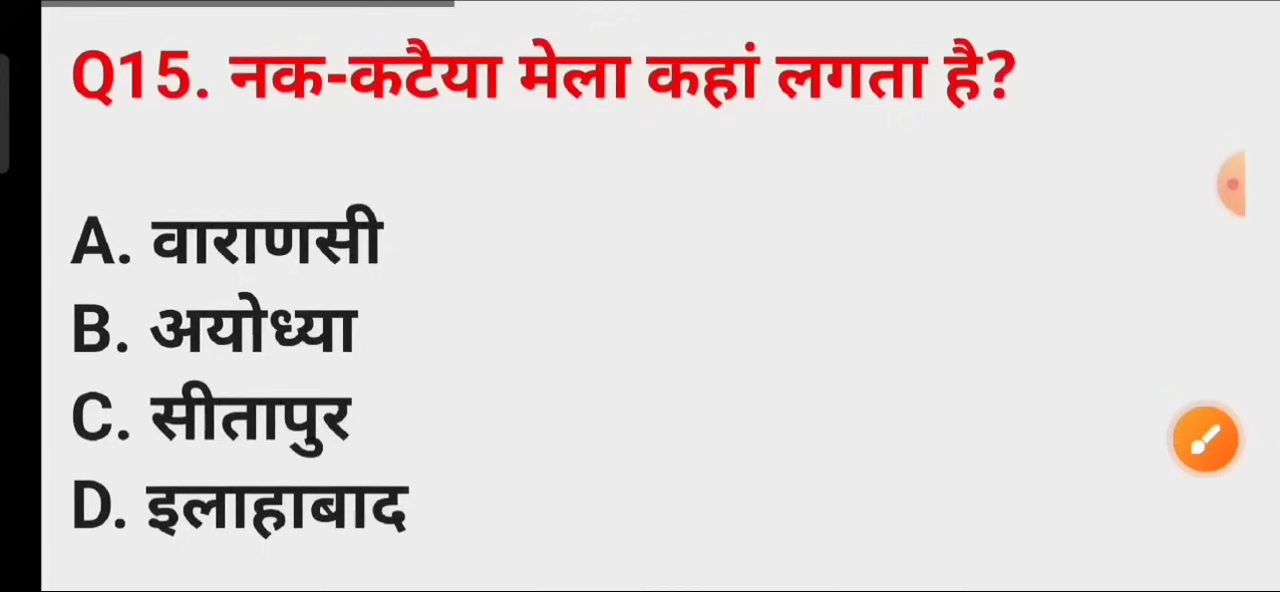 Q15. नक-कटैया मेला कहां लगता है?
A. वाराणसी
B. अयोध्या
C. सीतापुर
D. इलाहाबाद